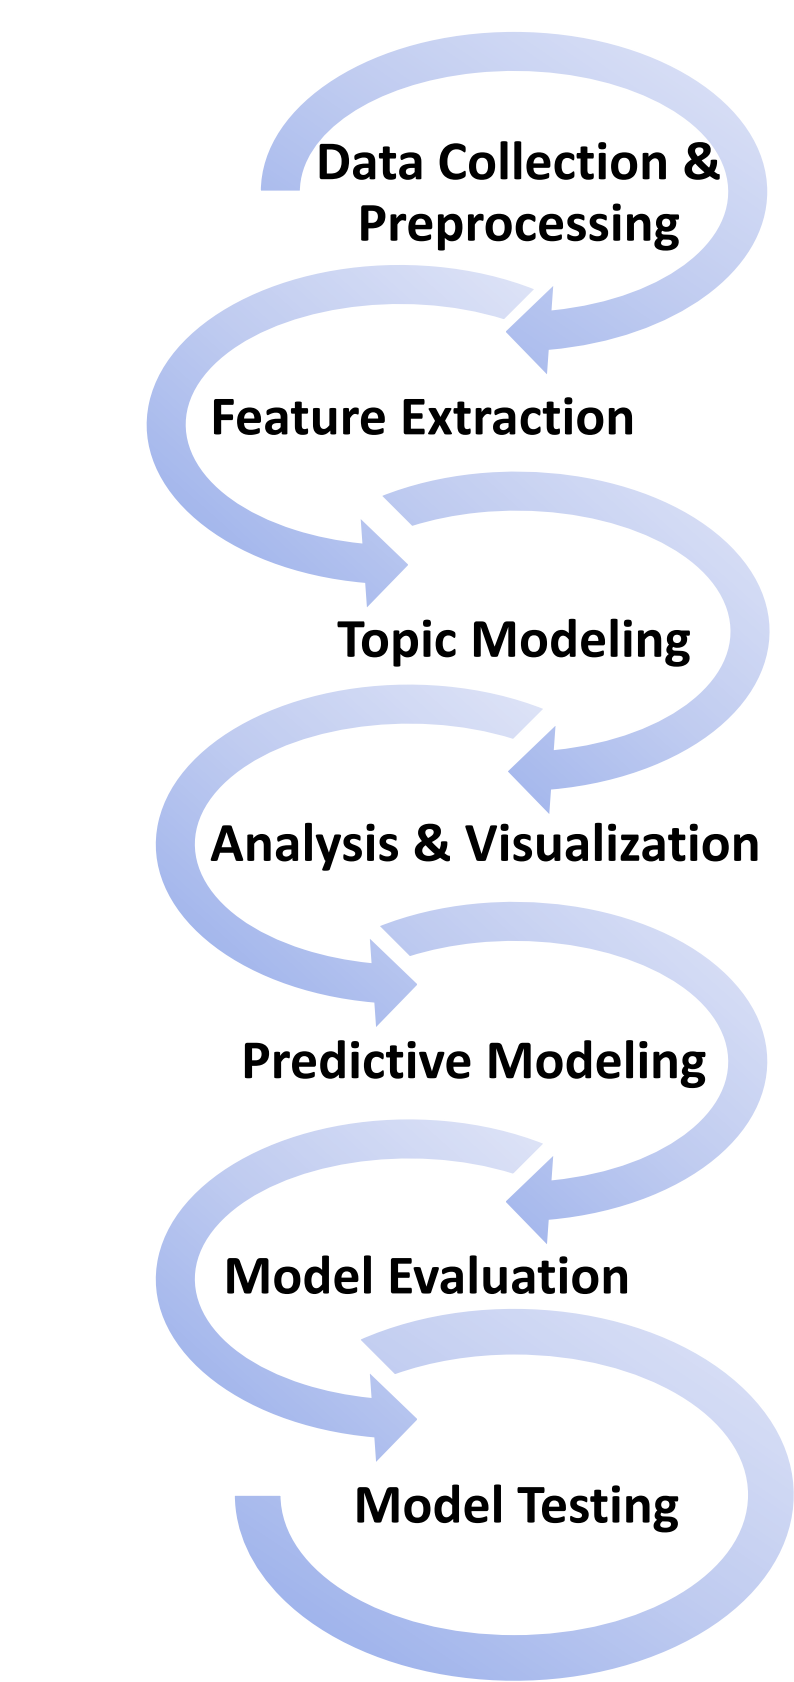 Data Collection &
Preprocessing
Feature Extraction
Topic Modeling
Analysis & Visualization
Predictive Modeling
Model Evaluation
Model Testing